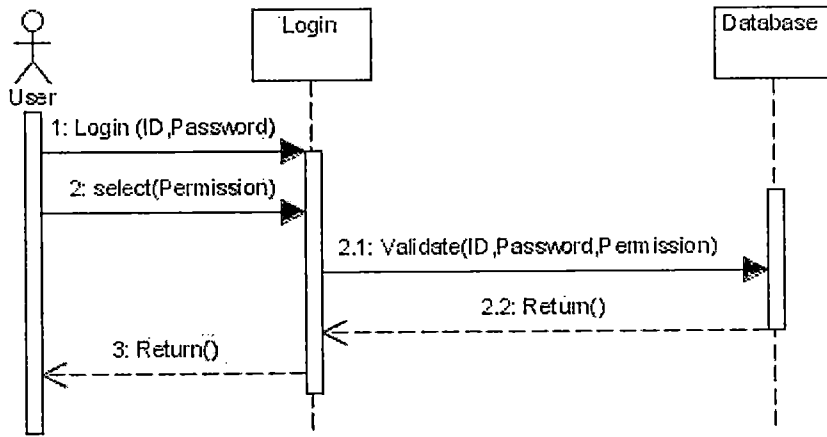 Login
Database
User
1: Login (ID,Password)
2: select(Permission)
2.1: Validate(ID,Password,Permission)
2.2: Return()
3: Return()